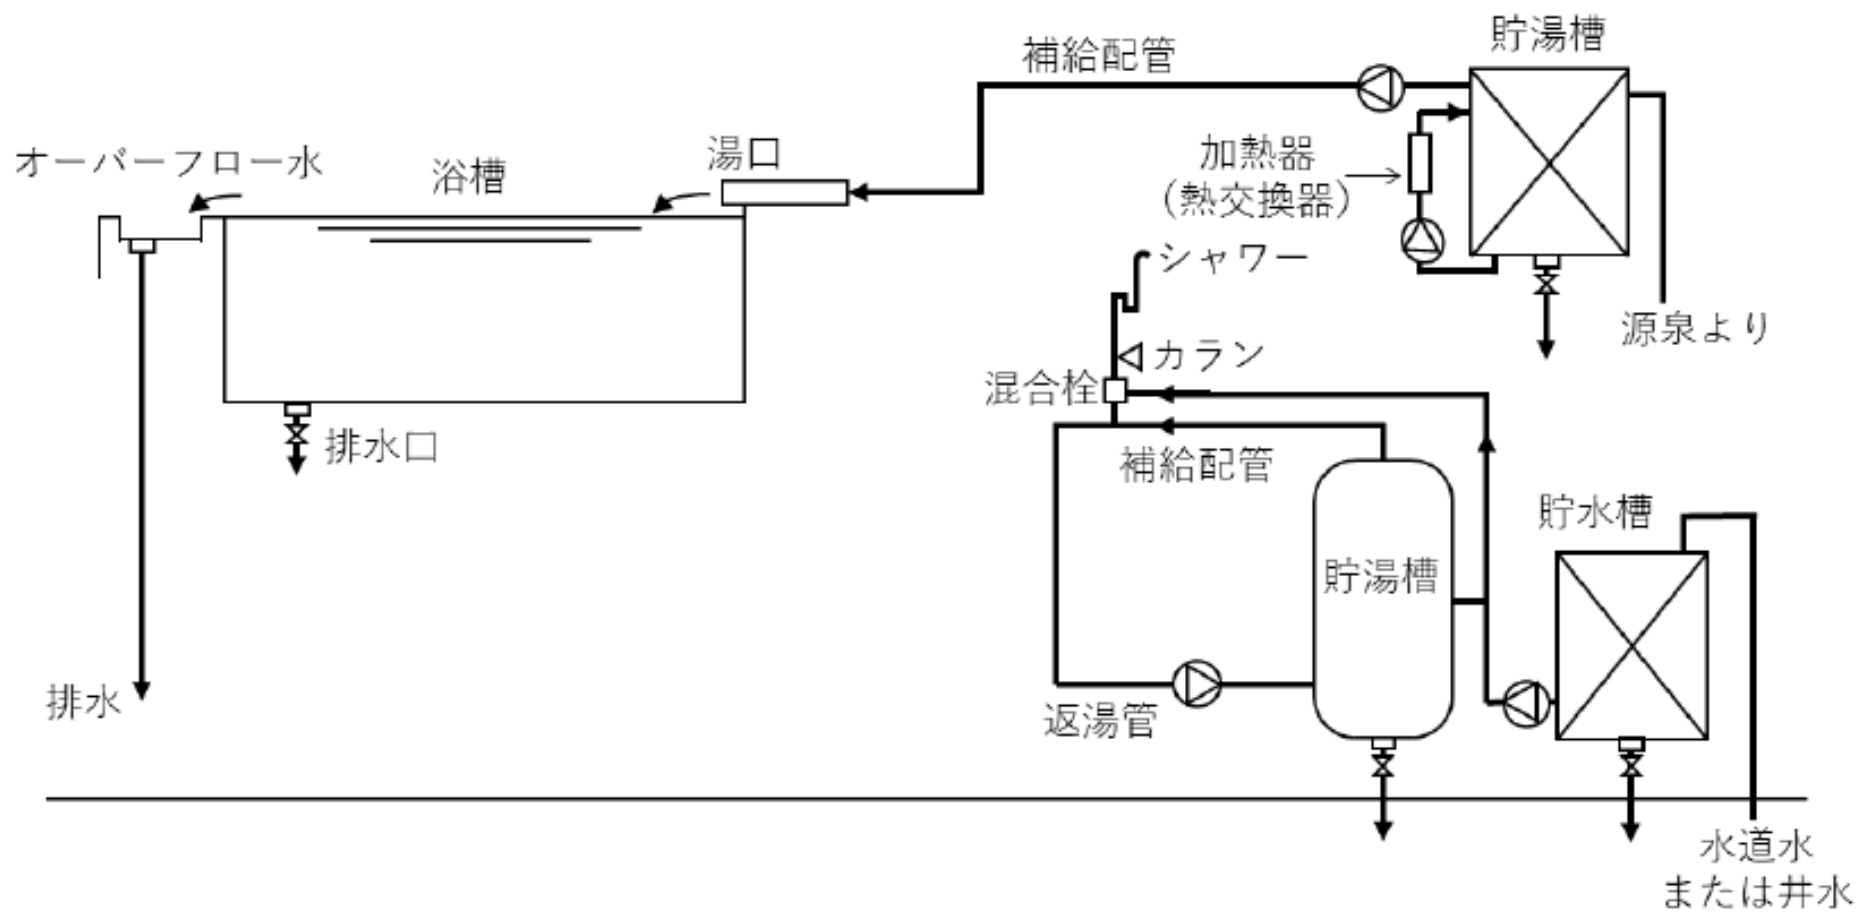 貯湯槽
補給配管
オーバーフロー水
浴槽
湯口
加熱器
(熱交換器)
シャワー
源泉より
カラン
混合栓
排水口
補給配管
貯水槽
貯湯槽
排水
返湯管
水道水
または井水